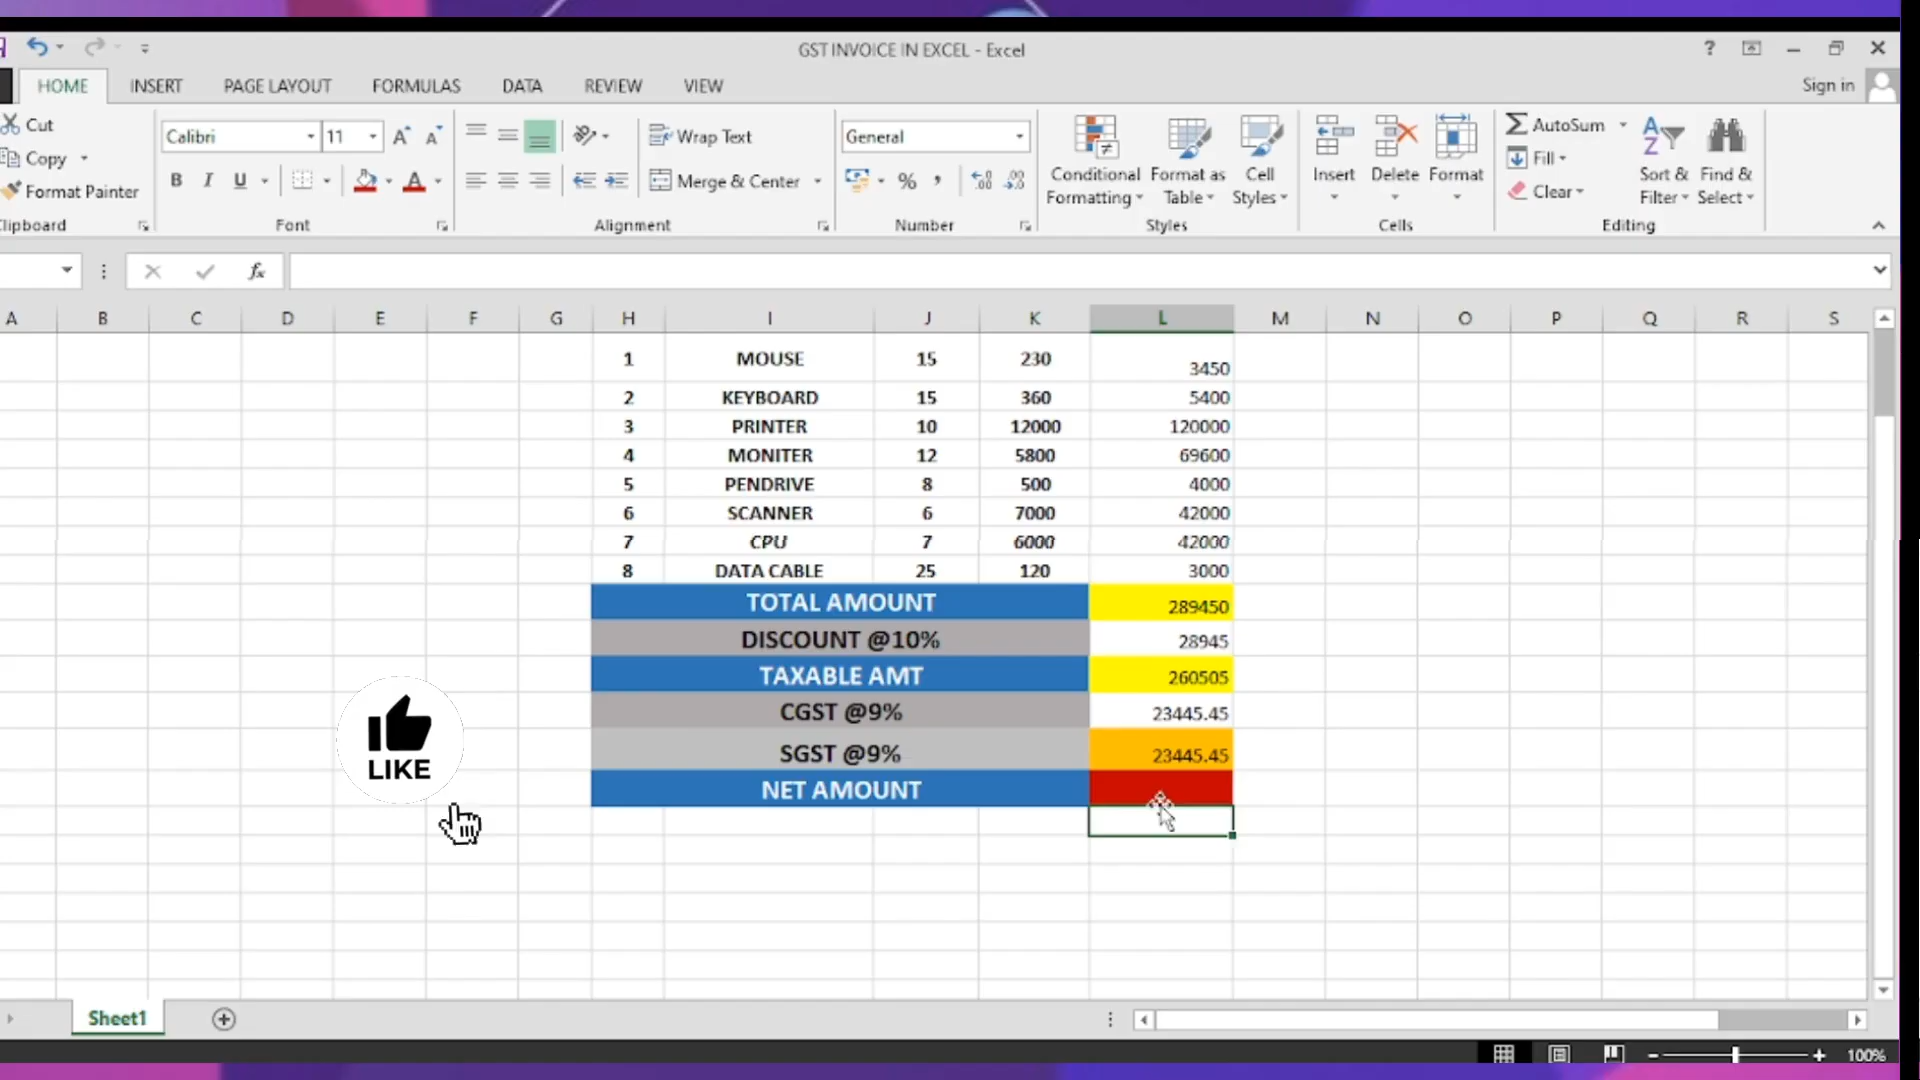 GST INVOICE IN EXCEL - Excel
?
HOME INSERT PAGE LAYOUT FORMULAS DATA REVIEW VIEW Sign in
Cut
Copy
Format Painter
Calibri 11
B I U
Wrap Text
Merge & Center
General
%
Conditional Formatting
Format as Table
Cell Styles
Insert Delete Format
AutoSum
Fill
Clear
Sort & Filter
Find & Select
lipboard Font Alignment Number Styles Cells Editing
fx
A B C D E F G H I J K L M N O P Q R S
1 MOUSE 15 230 3450
2 KEYBOARD 15 360 5400
3 PRINTER 10 12000 120000
4 MONITER 12 5800 69600
5 PENDRIVE 8 500 4000
6 SCANNER 6 7000 42000
7 CPU 7 6000 42000
8 DATA CABLE 25 120 3000
TOTAL AMOUNT 289450
DISCOUNT @10% 28945
TAXABLE AMT 260505
CGST @9% 23445.45
SGST @9% 23445.45
NET AMOUNT
LIKE
Sheet1
100%